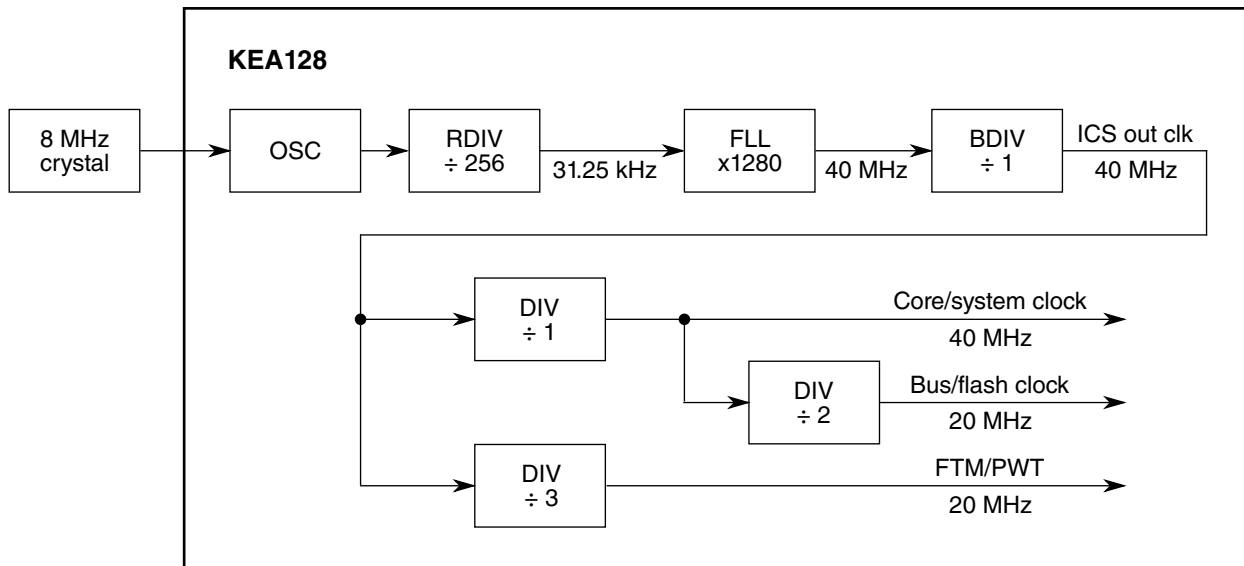 KEA128
8 MHz
crystal
OSC
RDIV
÷ 256
31.25 kHz
FLL
x1280
40 MHz
BDIV
÷ 1
ICS out clk
40 MHz
DIV
÷ 1
Core/system clock
40 MHz
DIV
÷ 2
Bus/flash clock
20 MHz
DIV
÷ 3
FTM/PWT
20 MHz